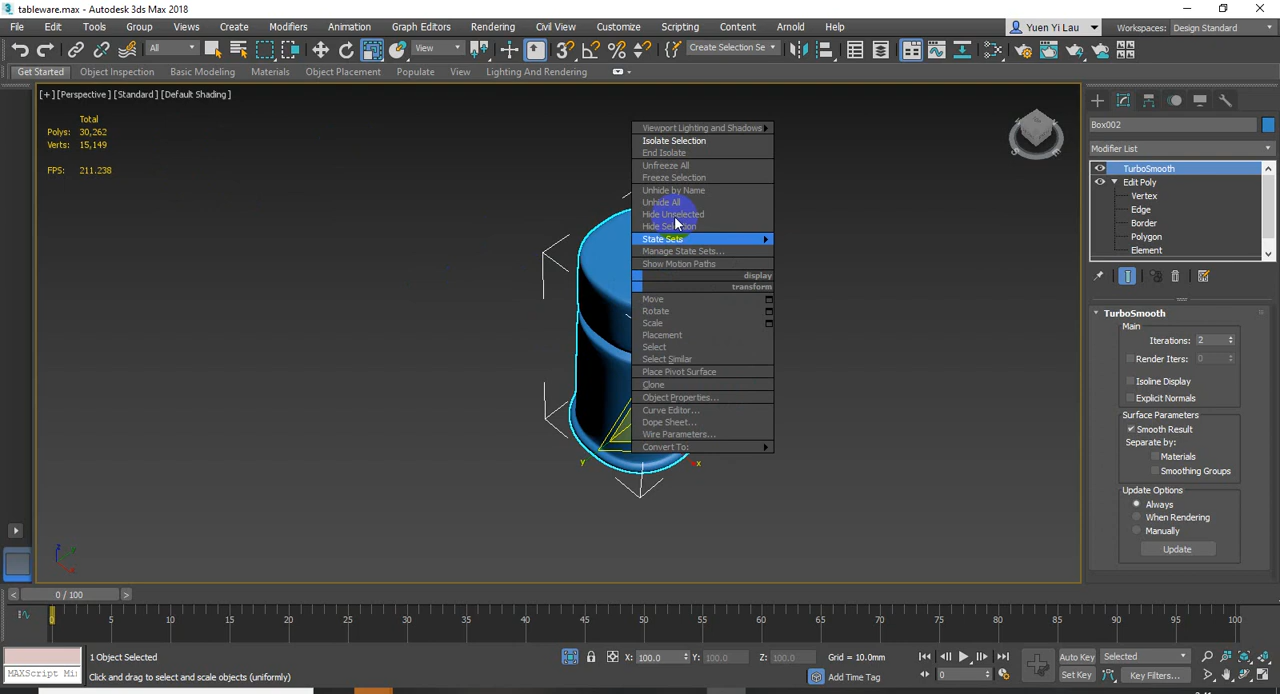 tableware.max - Autodesk 3ds Max 2018
File Edit Tools Group Views Create Modifiers Animation Graph Editors Rendering Civil View Customize Scripting Content Arnold Help
Yuen Yi Lau
Workspaces: Design Standard
All
View
Create Selection Se
Get Started Object Inspection Basic Modeling Materials Object Placement Populate View Lighting And Rendering
[+] [Perspective] [Standard] [Default Shading]
Total
Polys: 30,262
Verts: 15,149
FPS: 211.238
Viewport Lighting and Shadows
Isolate Selection
End Isolate
Unfreeze All
Freeze Selection
Unhide by Name
Unhide All
Hide Unselected
Hide Selection
State Sets
Manage State Sets...
Show Motion Paths
display
transform
Move
Rotate
Scale
Placement
Select
Select Similar
Place Pivot Surface
Clone
Object Properties...
Curve Editor...
Dope Sheet...
Wire Parameters...
Convert To:
y
x
z
Box002
Modifier List
TurboSmooth
Edit Poly
Vertex
Edge
Border
Polygon
Element
TurboSmooth
Main
Iterations: 2
Render Iters: 0
Isoline Display
Explicit Normals
Surface Parameters
Smooth Result
Separate by:
Materials
Smoothing Groups
Update Options
Always
When Rendering
Manually
Update
< 0 / 100 >
0 5 10 15 20 25 30 35 40 45 50 55 60 65 70 75 80 85 90 95 100
MAXScript Mi
1 Object Selected
Click and drag to select and scale objects (uniformly)
X: 100.0 Y: 100.0 Z: 100.0 Grid = 10.0mm
Add Time Tag
0
Auto Key Selected
Set Key Key Filters...